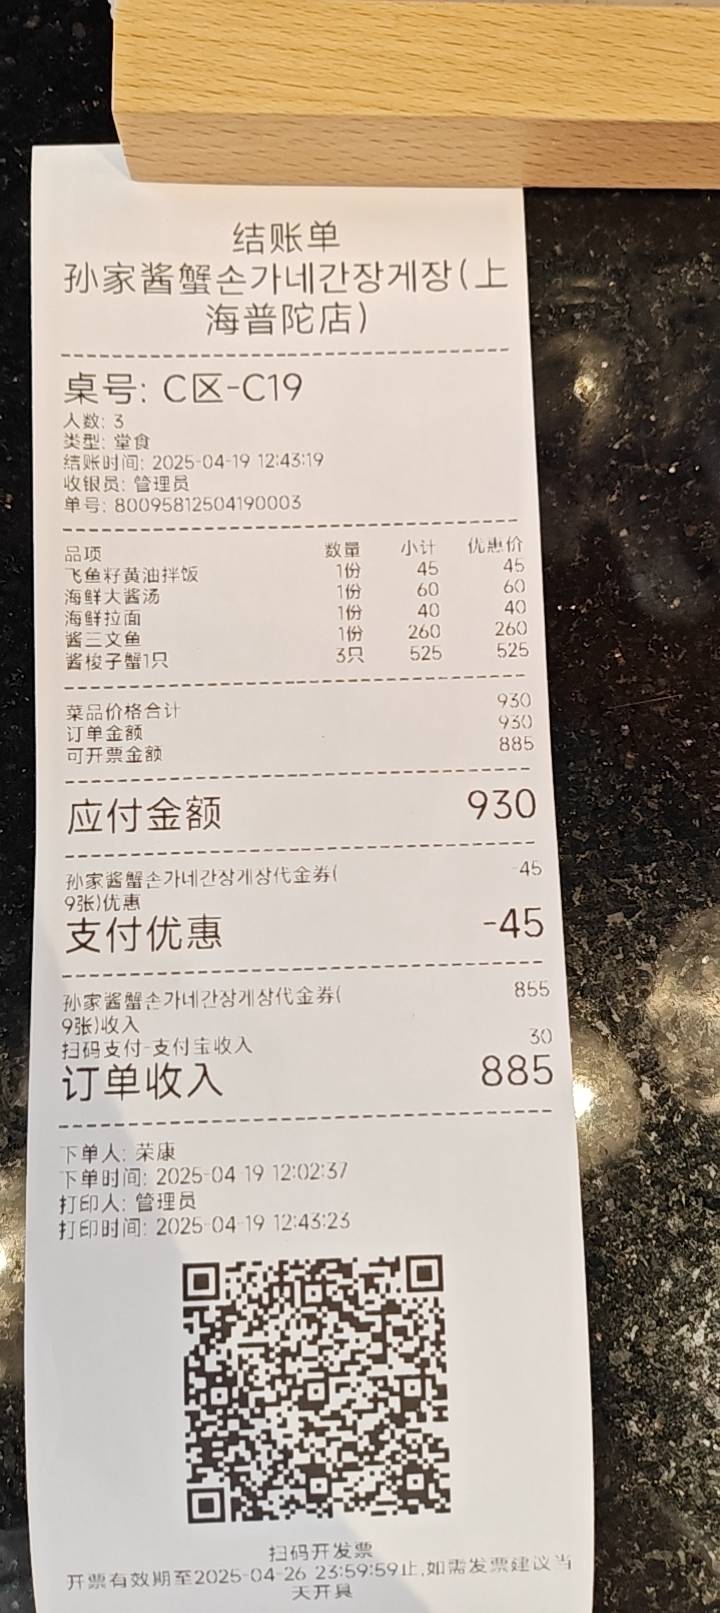 结账单
孙家酱蟹손가네간장게장(上
海普陀店)
桌号: C区-C19
人数: 3
类型: 堂食
结账时间: 2025-04-19 12:43:19
收银员: 管理员
单号: 80095812504190003
品项 数量 小计 优惠价
飞鱼籽黄油拌饭 1份 45 45
海鲜大酱汤 1份 60 60
海鲜拉面 1份 40 40
酱三文鱼 1份 260 260
酱梭子蟹1只 3只 525 525
菜品价格合计 930
订单金额 930
可开票金额 885
应付金额 930
孙家酱蟹손가네간장게장代金券( -45
9张)优惠
支付优惠 -45
孙家酱蟹손가네간장게장代金券( 855
9张)收入
扫码支付-支付宝收入 30
订单收入 885
下单人: 荣康
下单时间: 2025-04-19 12:02:37
打印人: 管理员
打印时间: 2025-04-19 12:43:23
扫码开发票
开票有效期至2025-04-26 23:59:59止,如需发票建议当
天开具